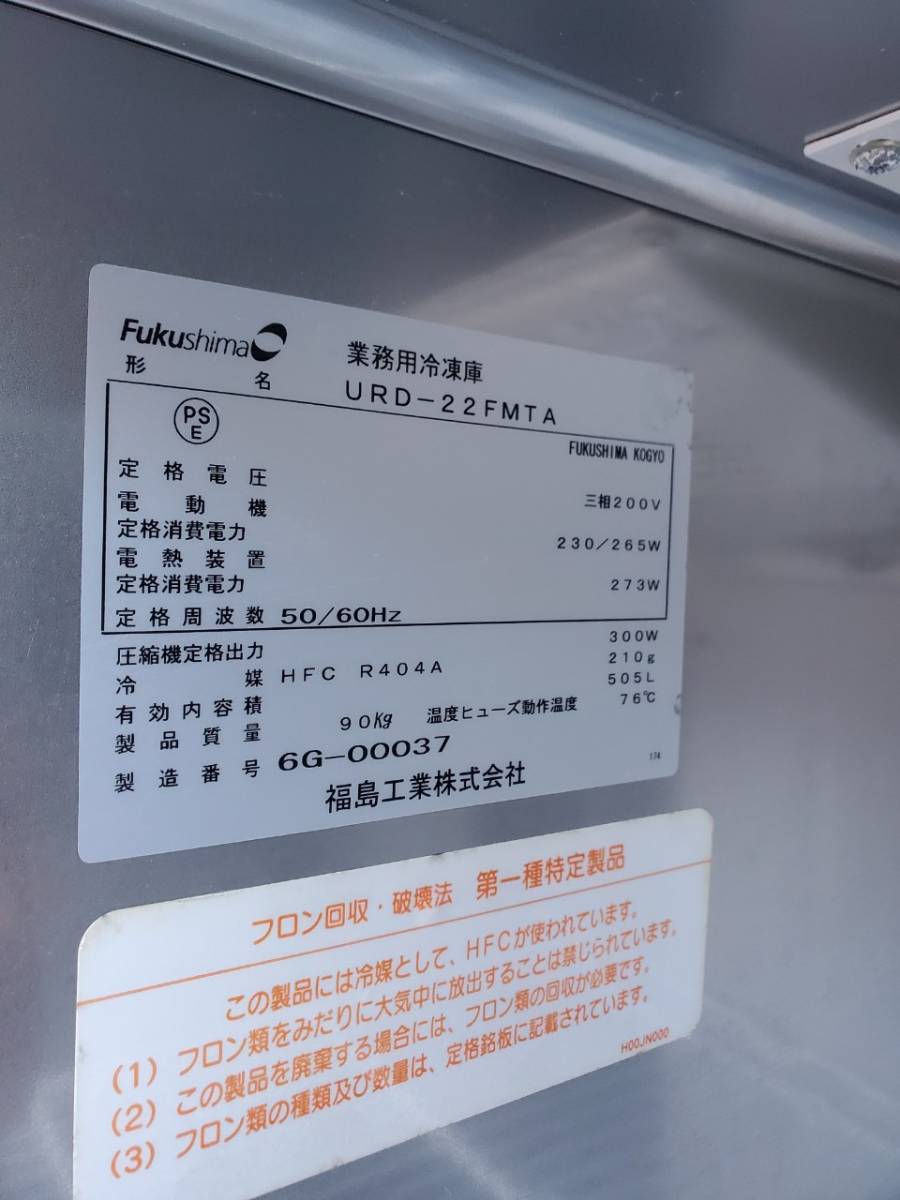 Fukushima
業務用冷凍庫
形名 URD-22FMTA
PS E
FUKUSHIMA KOGYO
定格電圧 三相200V
電動機
定格消費電力 230/265W
電熱装置
定格消費電力 273W
定格周波数 50/60Hz
圧縮機定格出力 300W
冷媒 HFC R404A 210g
有効内容積 505L
製品質量 90kg 温度ヒューズ動作温度 76℃
製造番号 6G-00037
174
福島工業株式会社
フロン回収・破壊法 第一種特定製品
この製品には冷媒として、HFCが使われています。
(1) フロン類をみだりに大気中に放出することは禁じられています。
(2) この製品を廃棄する場合には、フロン類の回収が必要です。
(3) フロン類の種類及び数量は、定格銘板に記載されています。
H00JN000